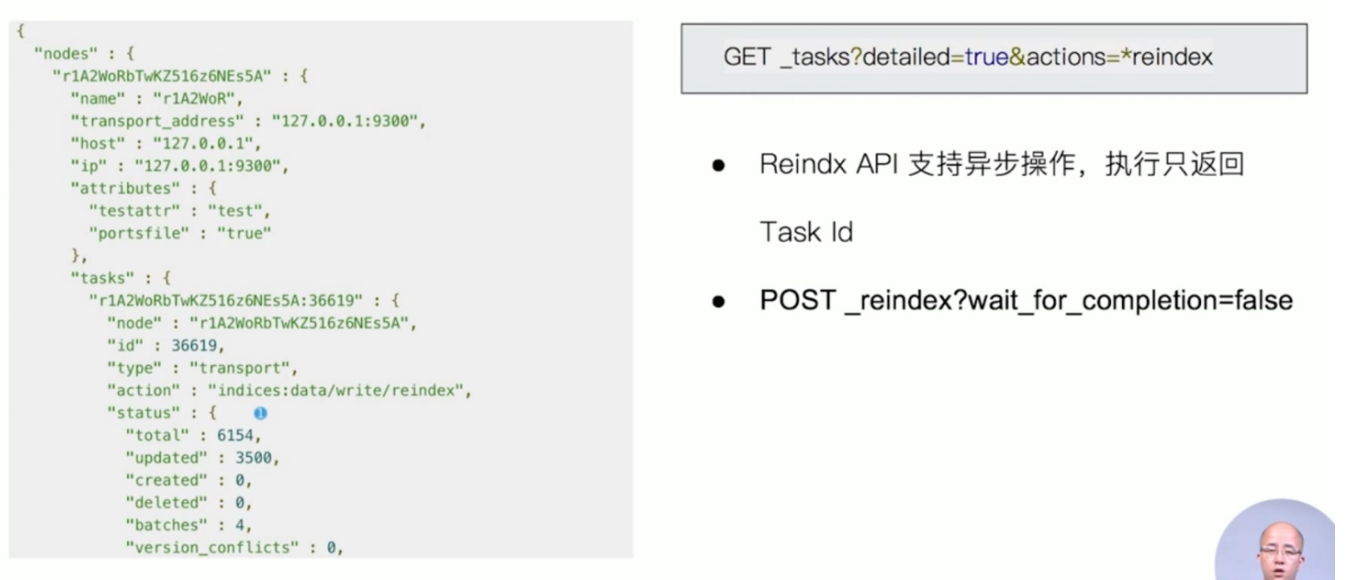 {
"nodes" : {
"r1A2WoRbTwKZ516z6NEs5A" : {
"name" : "r1A2WoR",
"transport_address" : "127.0.0.1:9300",
"host" : "127.0.0.1",
"ip" : "127.0.0.1:9300",
"attributes" : {
"testattr" : "test",
"portsfile" : "true"
},
"tasks" : {
"r1A2WoRbTwKZ516z6NEs5A:36619" : {
"node" : "r1A2WoRbTwKZ516z6NEs5A",
"id" : 36619,
"type" : "transport",
"action" : "indices:data/write/reindex",
"status" : { 1
"total" : 6154,
"updated" : 3500,
"created" : 0,
"deleted" : 0,
"batches" : 4,
"version_conflicts" : 0,
GET _tasks?detailed=true&actions=*reindex
● Reindx API 支持异步操作，执行只返回
Task Id
● POST _reindex?wait_for_completion=false